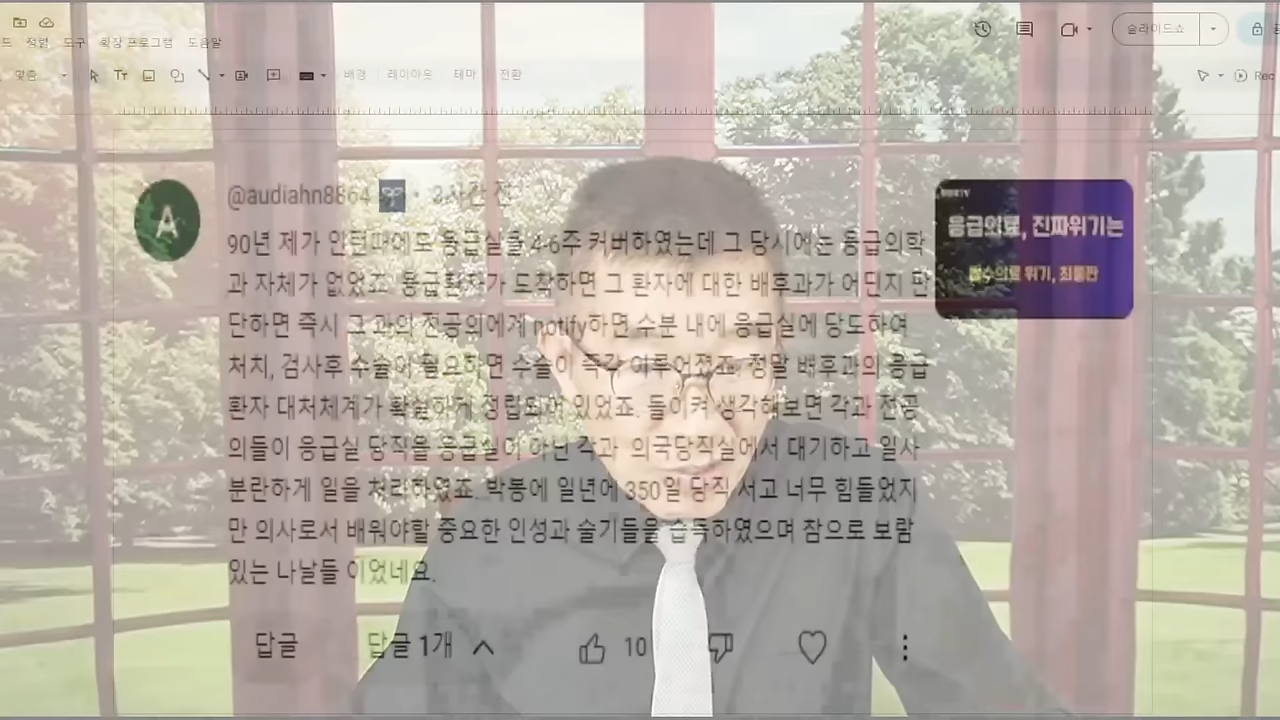 정렬 도구 확장 프로그램 도움말
슬라이드쇼
맞춤
배경 레이아웃 테마 전환
Rec
A
@audiahn8864 · 3시간 전
90년 제가 인턴때에도 응급실을 4-6주 커버하였는데 그 당시에는 응급의학
과 자체가 없었죠. 응급환자가 도착하면 그 환자에 대한 배후과가 어딘지 판
단하면 즉시 그 과의 전공의에게 notify하면 수분 내에 응급실에 당도하여
처치, 검사후 수술이 필요하면 수술이 즉각 이루어졌죠. 정말 배후과의 응급
환자 대처체계가 확실하게 정립되어 있었죠. 돌이켜 생각해보면 각과 전공
의들이 응급실 당직을 응급실이 아닌 각과 의국당직실에서 대기하고 일사
분란하게 일을 처리하였죠. 박봉에 일년에 350일 당직 서고 너무 힘들었지
만 의사로서 배워야할 중요한 인성과 술기들을 습득하였으며 참으로 보람
있는 나날들 이었네요.
응급의료, 진짜위기는
필수의료 위기, 최종판
답글 답글 1개 10